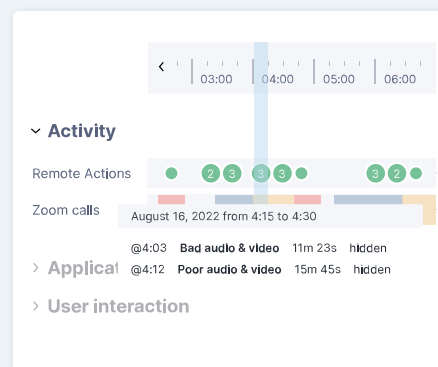 03:00 04:00 05:00 06:00
Activity
Remote Actions 2 3 3 3 3 2
Zoom calls
August 16, 2022 from 4:15 to 4:30
@4:03 Bad audio & video 11m 23s hidden
@4:12 Poor audio & video 15m 45s hidden
Applicat
User interaction